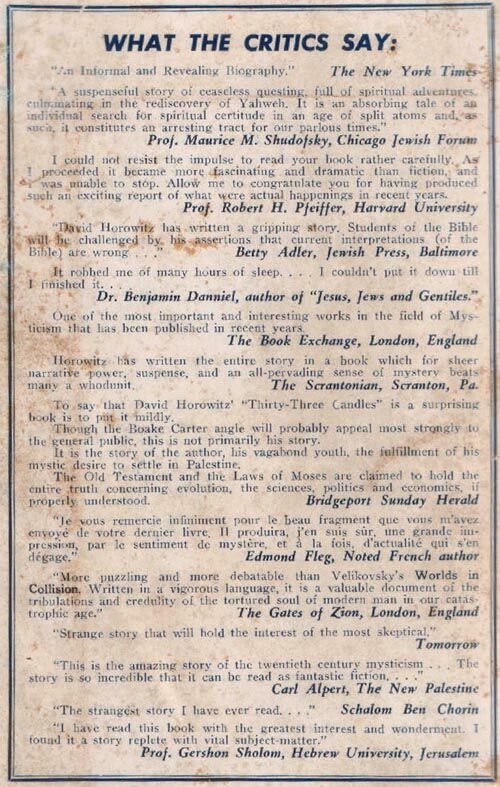 WHAT THE CRITICS SAY:
"An Informal and Revealing Biography." The New York Times
"A suspenseful story of ceaseless questing, full of spiritual adventures
culminating in the rediscovery of Yahweh. It is an absorbing tale of an
individual search for spiritual certitude in an age of split atoms and, as
such, it constitutes an arresting tract for our parlous times."
Prof. Maurice M. Shudofsky, Chicago Jewish Forum
I could not resist the impulse to read your book rather carefully. As
I proceeded it became more fascinating and dramatic than fiction, and
I was unable to stop. Allow me to congratulate you for having produced
such an exciting report of what were actual happenings in recent years.
Prof. Robert H. Pfeiffer, Harvard University
"David Horowitz has written a gripping story. Students of the Bible
will be challenged by his assertions that current interpretations (of the
Bible) are wrong . . ." Betty Adler, Jewish Press, Baltimore
It robbed me of many hours of sleep. . . . I couldn't put it down till
I finished it. . .
Dr. Benjamin Danniel, author of "Jesus, Jews and Gentiles."
One of the most important and interesting works in the field of Mys-
ticism that has been published in recent years.
The Book Exchange, London, England
Horowitz has written the entire story in a book which for sheer
narrative power, suspense, and an all-pervading sense of mystery beats
many a whodunit. The Scrantonian, Scranton, Pa.
To say that David Horowitz' "Thirty-Three Candles" is a surprising
book is to put it mildly.
Though the Boake Carter angle will probably appeal most strongly to
the general public, this is not primarily his story.
It is the story of the author, his vagabond youth, the fulfillment of his
mystic desire to settle in Palestine.
The Old Testament and the Laws of Moses are claimed to hold the
entire truth concerning evolution, the sciences, politics and economics, if
properly understood. Bridgeport Sunday Herald
"Je vous remercie infiniment pour le beau fragment que vous m'avez
envoyé de votre dernier livre. Il produira, j'en suis sûr, une grande im-
pression, par le sentiment de mystère, et à la fois, d'actualité qui s'en
dégage." Edmond Fleg, Noted French author
"More puzzling and more debatable than Velikovsky's Worlds in
Collision. Written in a vigorous language, it is a valuable document of the
tribulations and credulity of the tortured soul of modern man in our catas-
trophic age." The Gates of Zion, London, England
"Strange story that will hold the interest of the most skeptical."
Tomorrow
"This is the amazing story of the twentieth century mysticism . . . The
story is so incredible that it can be read as fantastic fiction. . . ."
Carl Alpert, The New Palestine
"The strangest story I have ever read. . . ." Schalom Ben Chorin
"I have read this book with the greatest interest and wonderment. I
found it a story replete with vital subject-matter."
Prof. Gershon Sholom, Hebrew University, Jerusalem